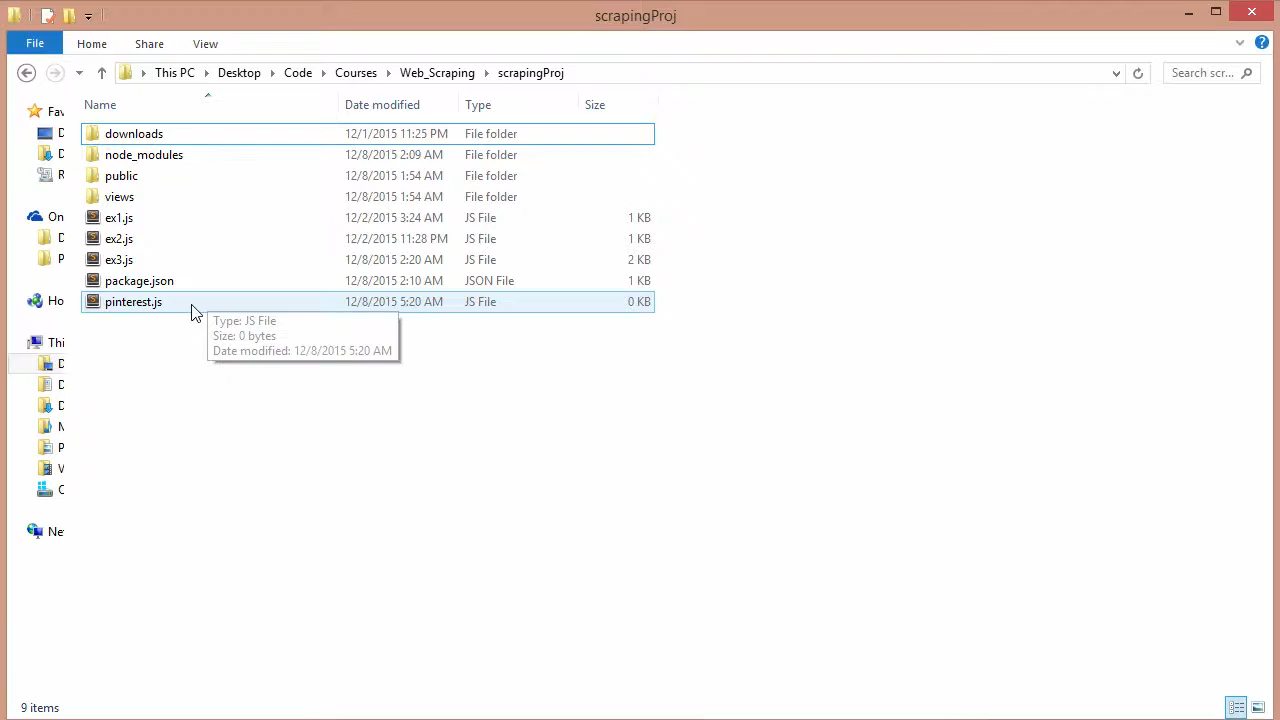 scrapingProj
File Home Share View
This PC Desktop Code Courses Web_Scraping scrapingProj Search scr...
Name Date modified Type Size
Fav
downloads 12/1/2015 11:25 PM File folder
node_modules 12/8/2015 2:09 AM File folder
public 12/8/2015 1:54 AM File folder
views 12/8/2015 1:54 AM File folder
On
ex1.js 12/2/2015 3:24 AM JS File 1 KB
ex2.js 12/2/2015 11:28 PM JS File 1 KB
ex3.js 12/8/2015 2:20 AM JS File 2 KB
package.json 12/8/2015 2:10 AM JSON File 1 KB
Ho
pinterest.js 12/8/2015 5:20 AM JS File 0 KB
Type: JS File
Size: 0 bytes
Date modified: 12/8/2015 5:20 AM
Thi
Ne
9 items